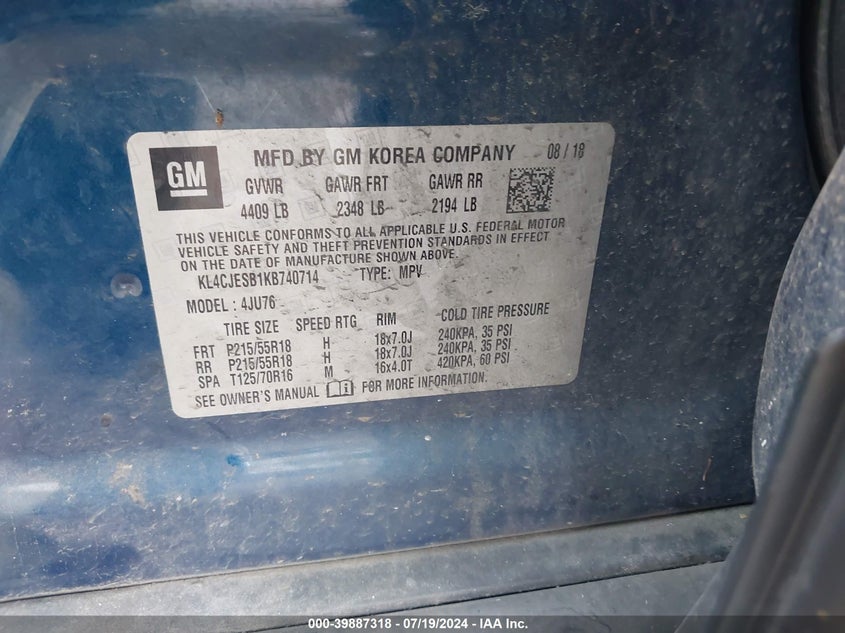 GM
MFD BY GM KOREA COMPANY 08 / 18
GVWR GAWR FRT GAWR RR
4409 LB 2348 LB 2194 LB
THIS VEHICLE CONFORMS TO ALL APPLICABLE U.S. FEDERAL MOTOR
VEHICLE SAFETY AND THEFT PREVENTION STANDARDS IN EFFECT
ON THE DATE OF MANUFACTURE SHOWN ABOVE.
KL4CJESB1KB740714 TYPE: MPV
MODEL : 4JU76
TIRE SIZE SPEED RTG RIM COLD TIRE PRESSURE
FRT P215/55R18 H 18x7.0J 240KPA, 35 PSI
RR P215/55R18 H 18x7.0J 240KPA, 35 PSI
SPA T125/70R16 M 16x4.0T 420KPA, 60 PSI
SEE OWNER'S MANUAL FOR MORE INFORMATION.
000-39887318 - 07/19/2024 - IAA Inc.